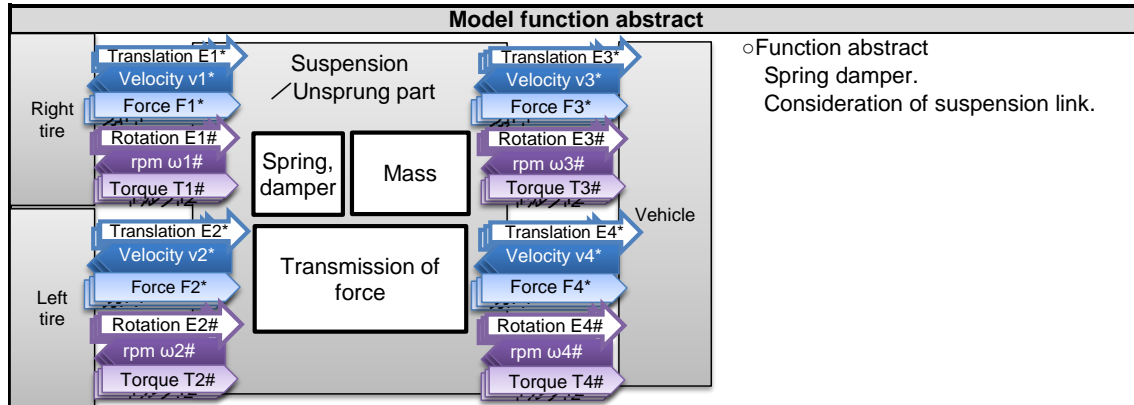 Model function abstract
Right
tire
Translation E1*
Velocity v1*
Force F1*
Rotation E1#
rpm ω1#
Torque T1#
Left
tire
Translation E2*
Velocity v2*
Force F2*
Rotation E2#
rpm ω2#
Torque T2#
Suspension
／Unsprung part
Spring,
damper
Mass
Transmission of
force
Translation E3*
Velocity v3*
Force F3*
Rotation E3#
rpm ω3#
Torque T3#
Translation E4*
Velocity v4*
Force F4*
Rotation E4#
rpm ω4#
Torque T4#
Vehicle
○Function abstract
Spring damper.
Consideration of suspension link.